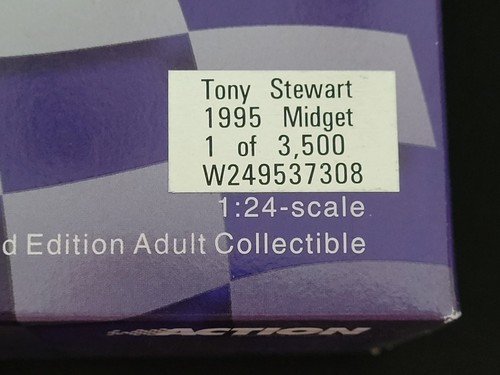 Tony Stewart
1995 Midget
1 of 3,500
W249537308
1:24-scale
d Edition Adult Collectible
ACTION